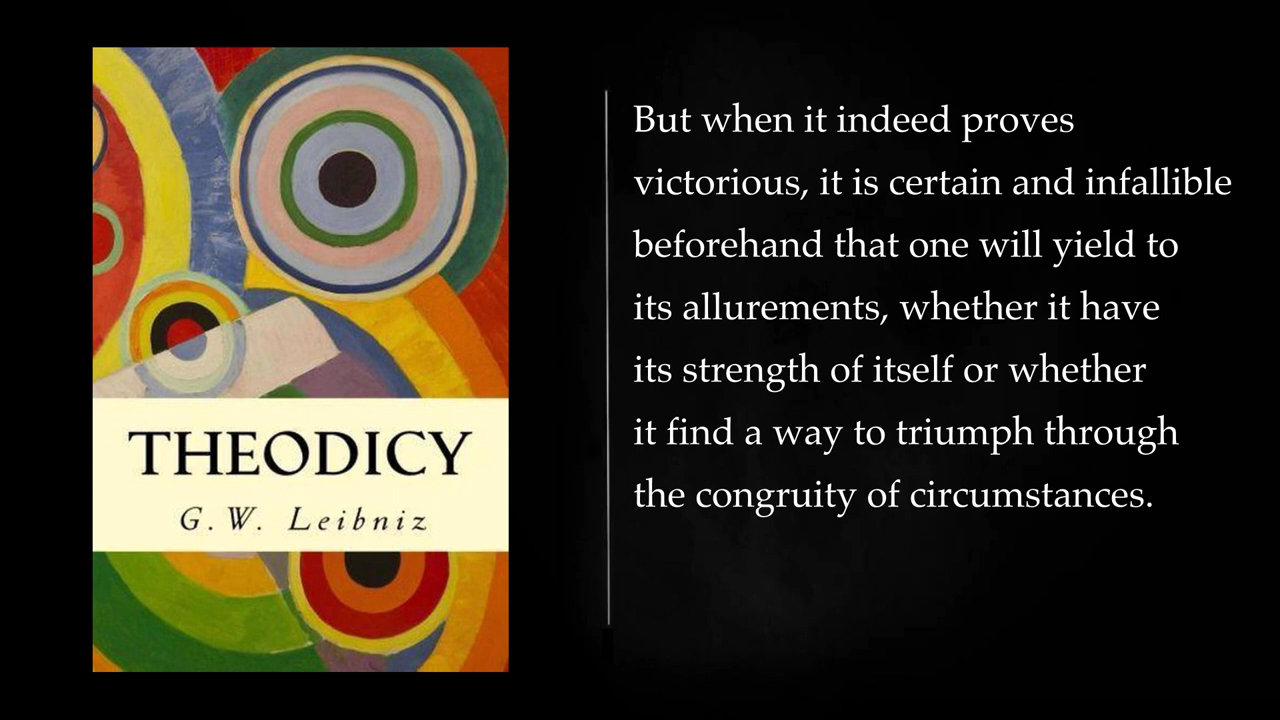 THEODICY
G. W. Leibniz
But when it indeed proves
victorious, it is certain and infallible
beforehand that one will yield to
its allurements, whether it have
its strength of itself or whether
it find a way to triumph through
the congruity of circumstances.